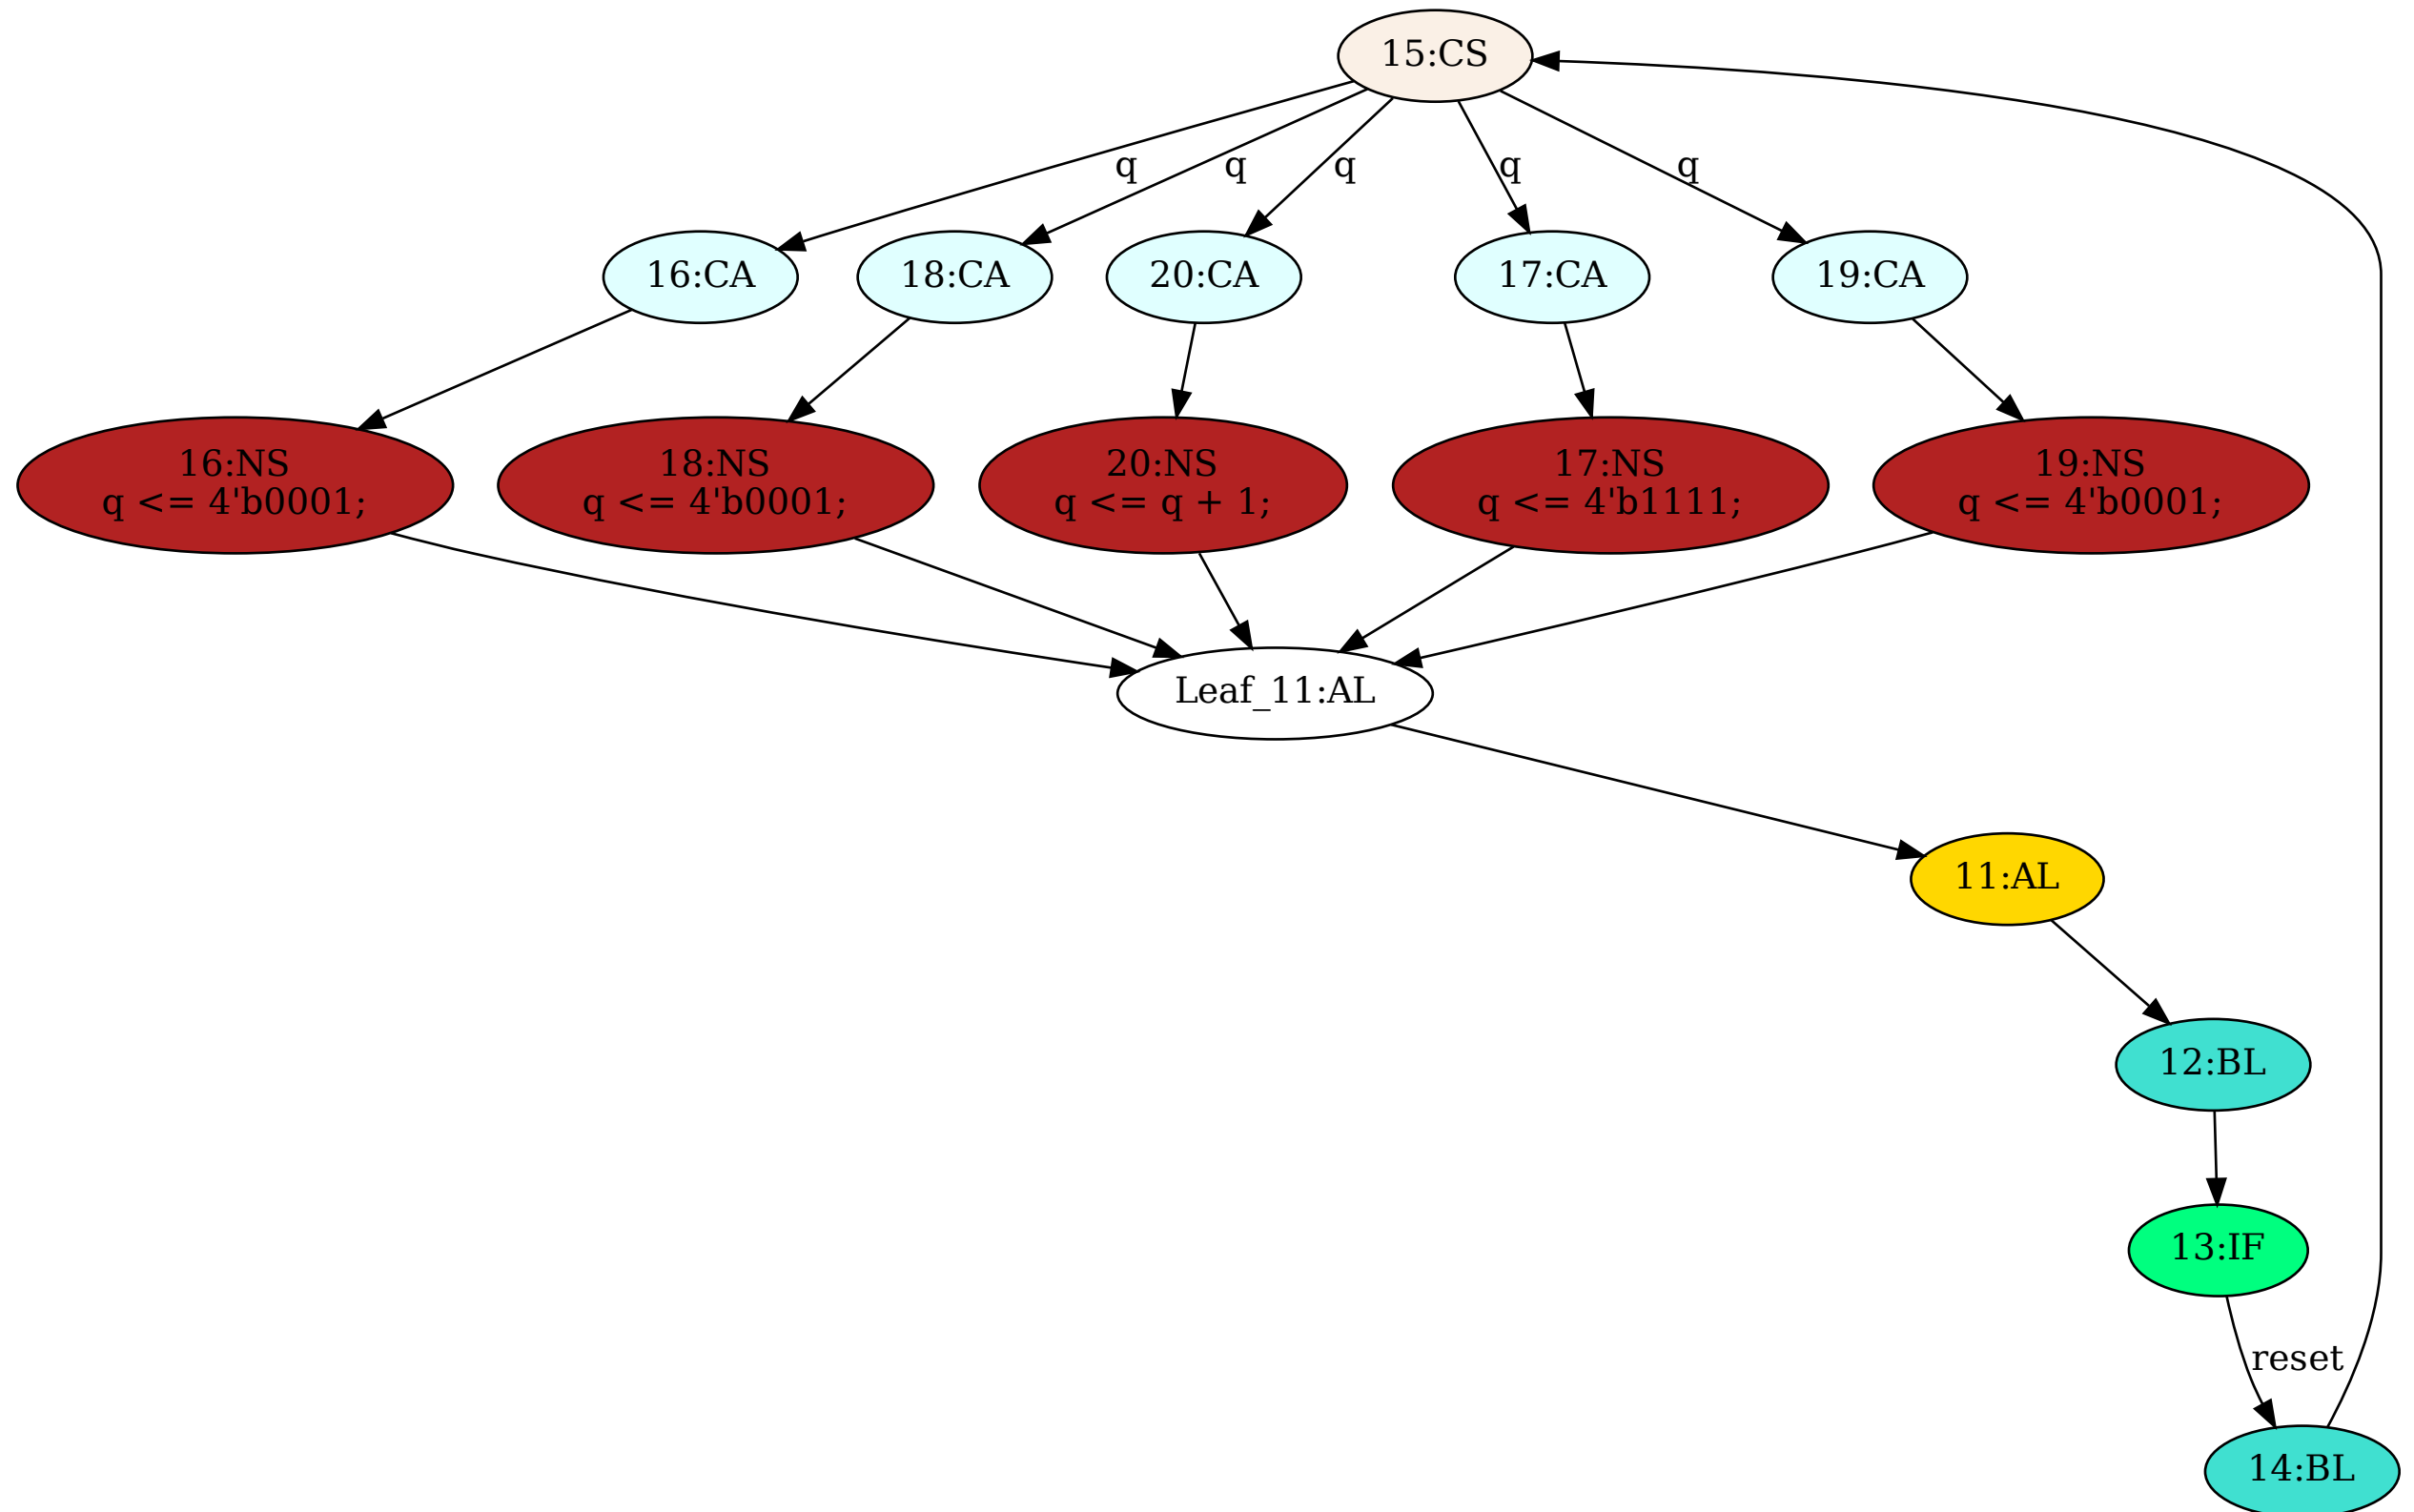 15:CS
q
q
q
q
q
16:CA
18:CA
20:CA
17:CA
19:CA
16:NS
q <= 4'b0001;
18:NS
q <= 4'b0001;
20:NS
q <= q + 1;
17:NS
q <= 4'b1111;
19:NS
q <= 4'b0001;
Leaf_11:AL
11:AL
12:BL
13:IF
reset
14:BL